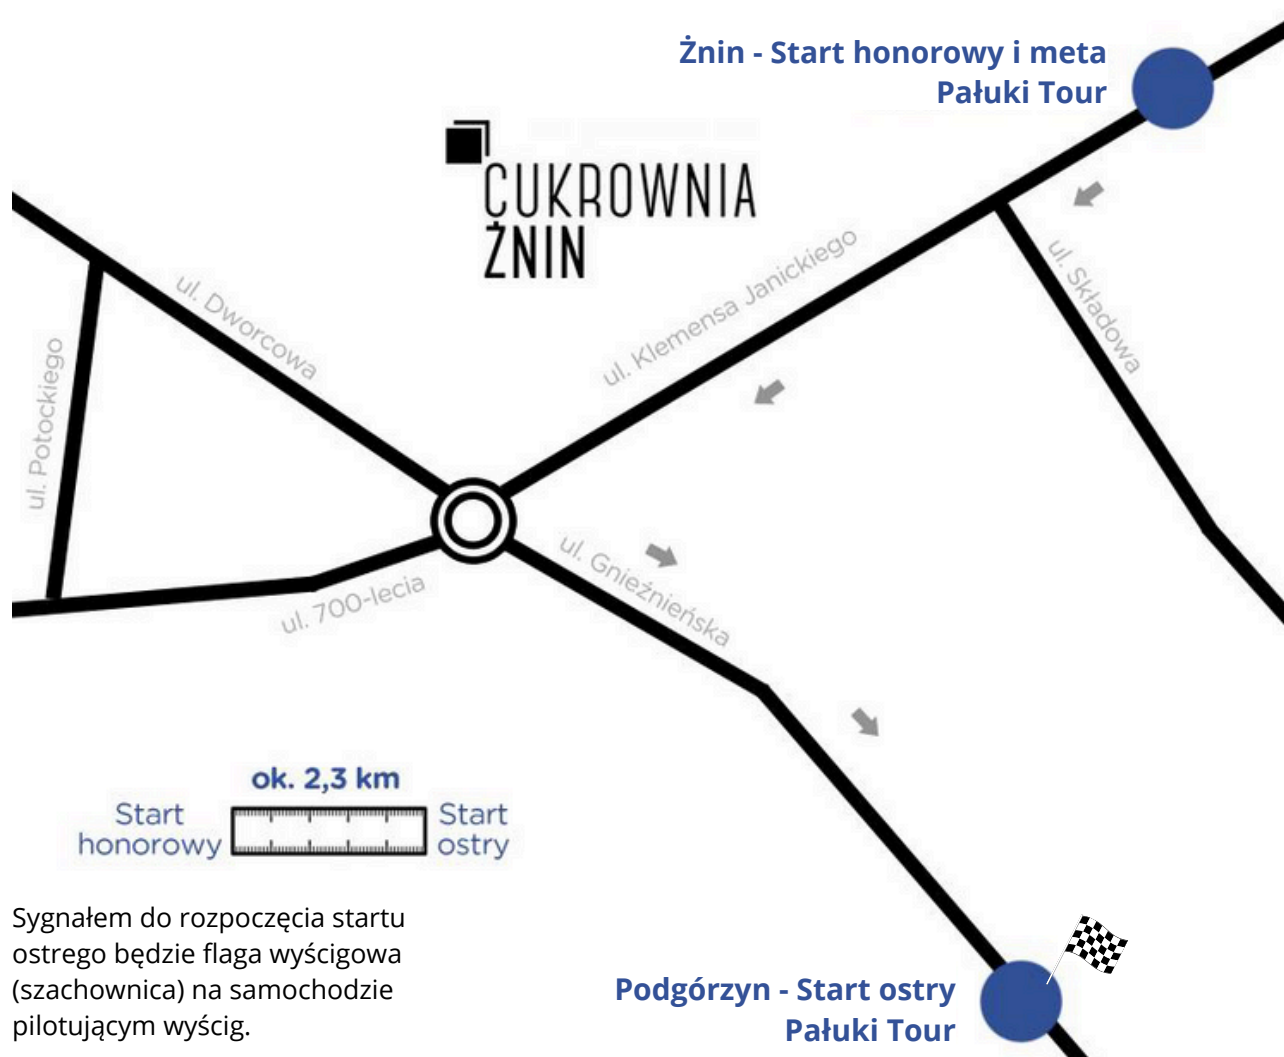 Żnin - Start honorowy i meta
Pałuki Tour
CUKROWNIA
ŻNIN
ul. Dworcowa
ul. Klemensa Janickiego
ul. Składowa
ul. Potockiego
ul. 700-lecia
ul. Gnieźnieńska
ok. 2,3 km
Start
honorowy
Start
ostry
Sygnałem do rozpoczęcia startu
ostrego będzie flaga wyścigowa
(szachownica) na samochodzie
pilotującym wyścig.
Podgórzyn - Start ostry
Pałuki Tour